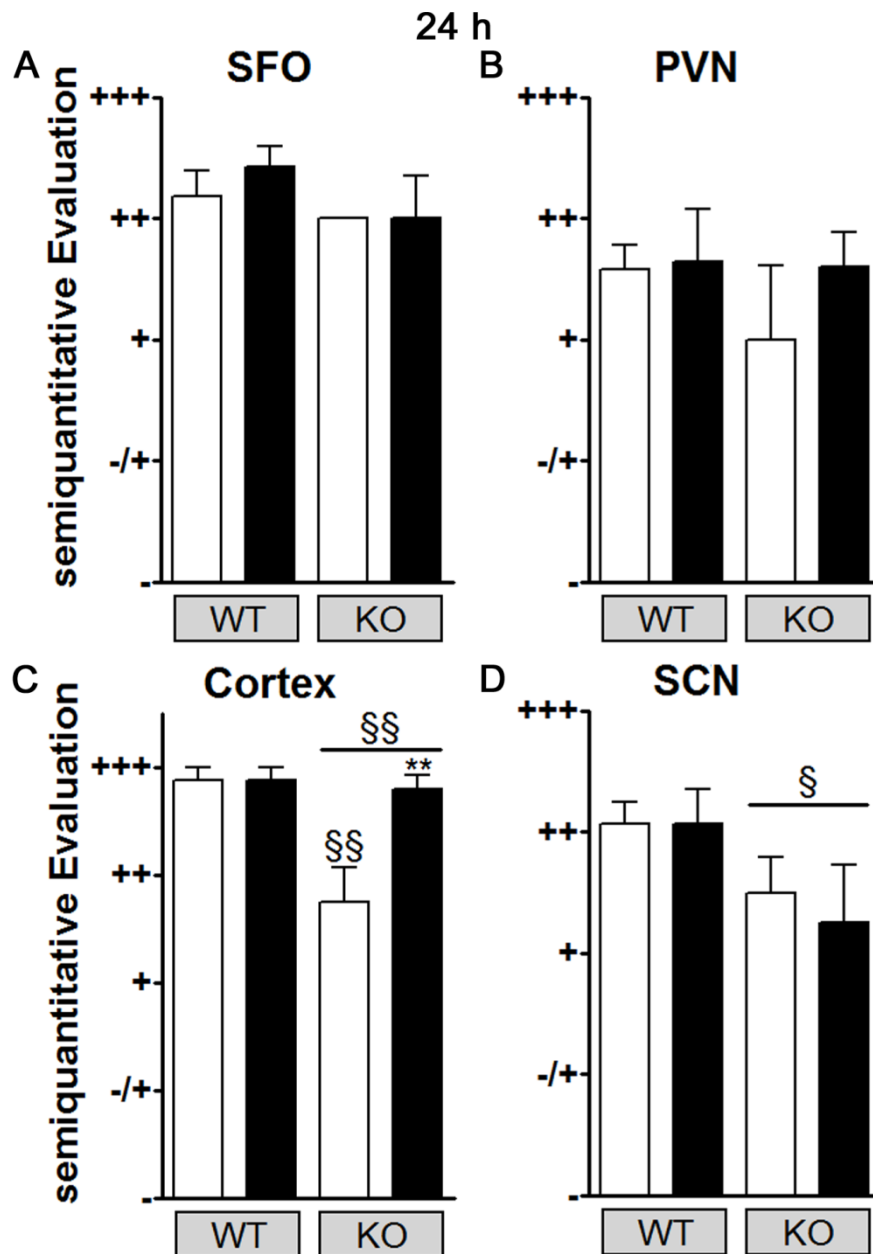 24 h
A
SFO
semiquantitative Evaluation
+++
++
+
-/+
-
WT
KO
B
PVN
+++
++
+
-/+
-
WT
KO
C
Cortex
semiquantitative Evaluation
+++
++
+
-/+
-
§§
§§
**
WT
KO
D
SCN
+++
++
+
-/+
-
§
WT
KO